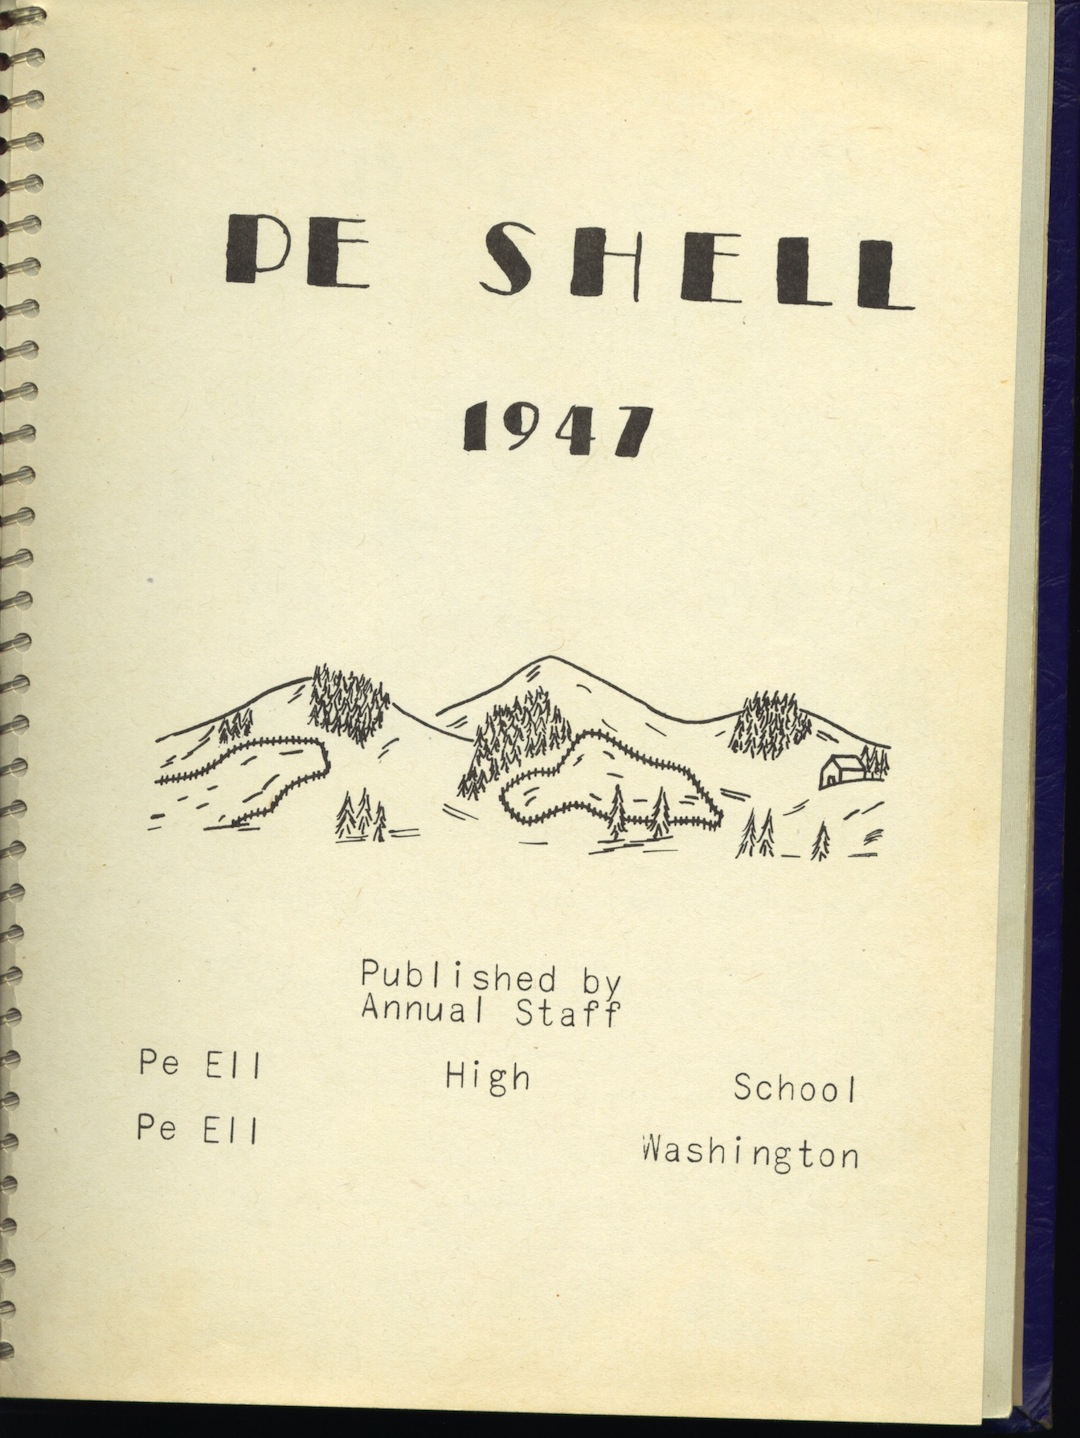 PE SHELL
1947
Published by
Annual Staff
Pe Ell High School
Pe Ell Washington